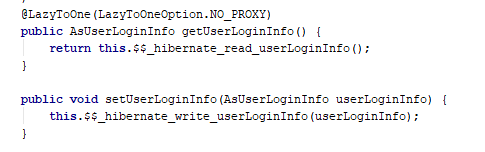 @LazyToOne(LazyToOneOption.NO_PROXY)
public AsUserLoginInfo getUserLoginInfo() {
    return this.$$_hibernate_read_userLoginInfo();
}
public void setUserLoginInfo(AsUserLoginInfo userLoginInfo) {
    this.$$_hibernate_write_userLoginInfo(userLoginInfo);
}